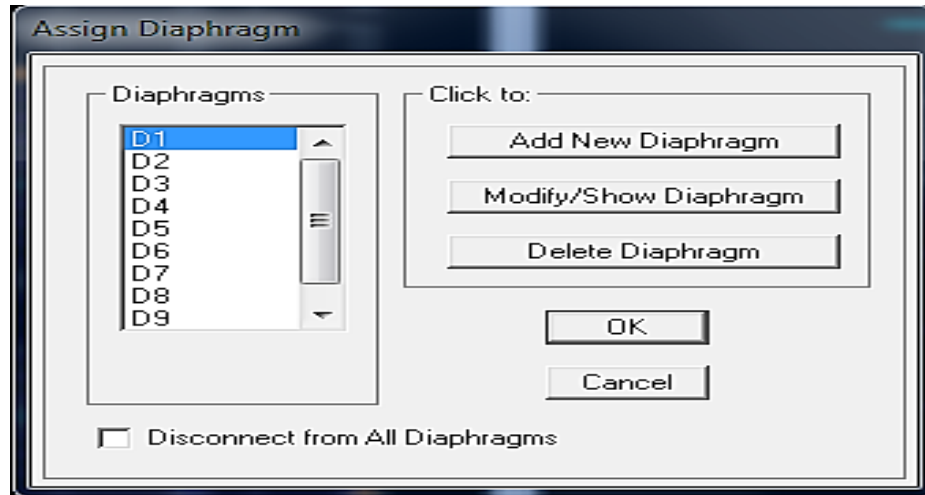 Assign Diaphragm
Diaphragms
D1
D2
D3
D4
D5
D6
D7
D8
D9
Click to:
Add New Diaphragm
Modify/Show Diaphragm
Delete Diaphragm
OK
Cancel
Disconnect from All Diaphragms